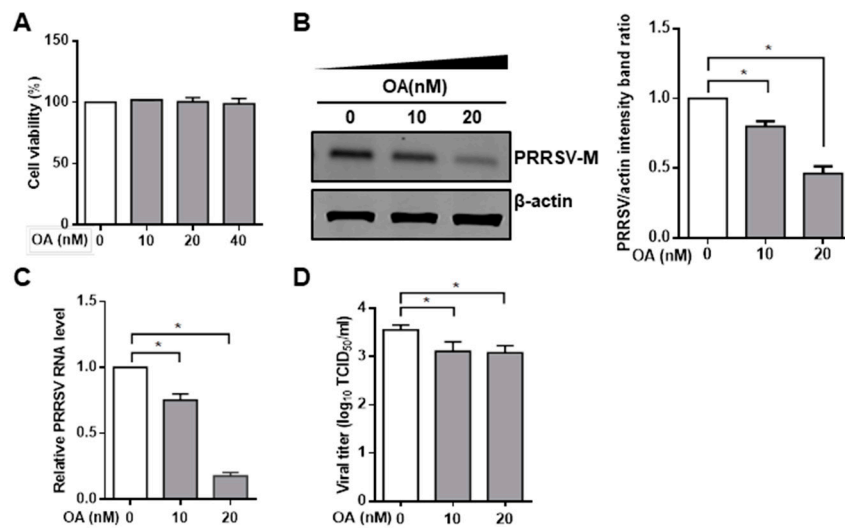 A
Cell viability (%)
150
100
50
0
OA (nM)
0 10 20 40
B
OA(nM)
0 10 20
PRRSV-M
β-actin
PRRSV/actin intensity band ratio
1.5
1.0
0.5
0.0
* *
OA (nM) 0 10 20
C
Relative PRRSV RNA level
1.5
1.0
0.5
0.0
* *
OA (nM) 0 10 20
D
Viral titer (log₁₀ TCID₅₀/ml)
4
3
2
1
0
* *
OA (nM) 0 10 20